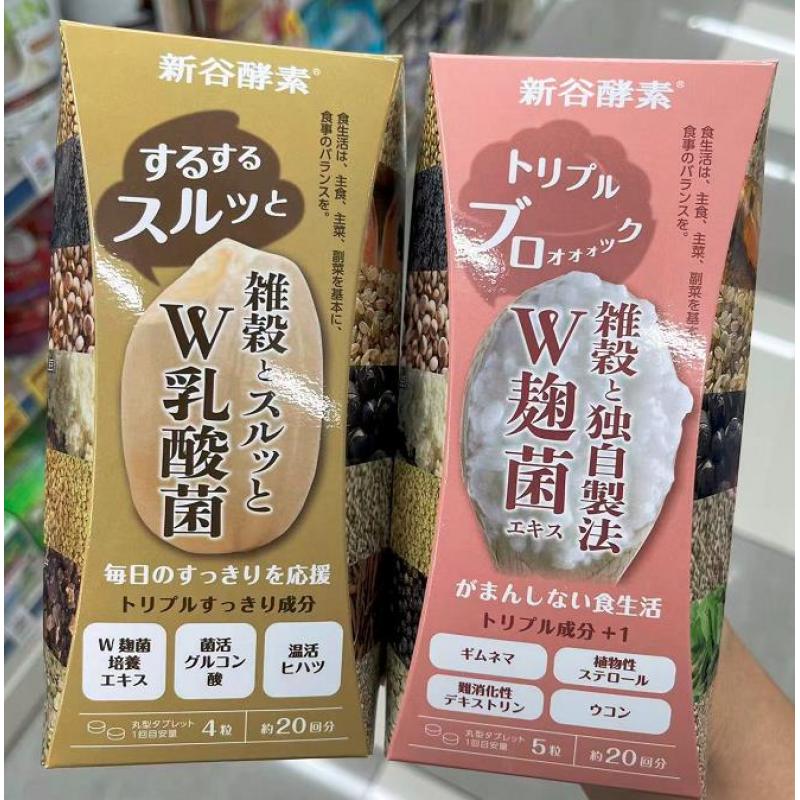 新谷酵素®
するする
スルッと
食生活は、主食、主菜、副菜を基本に、
食事のバランスを。
雑穀とスルッと
W乳酸菌
毎日のすっきりを応援
トリプルすっきり成分
W麹菌
培養
エキス
菌活
グルコン
酸
温活
ヒハツ
丸型タブレット
1回目安量
4粒
約20回分
新谷酵素®
トリプル
ブロォォォック
食生活は、主食、主菜、副菜を基
食事のバランスを。
雑穀と独自製法
W麹菌
エキス
がまんしない食生活
トリプル成分+1
ギムネマ
植物性
ステロール
難消化性
デキストリン
ウコン
丸型タブレット
1回目安量
5粒
約20回分